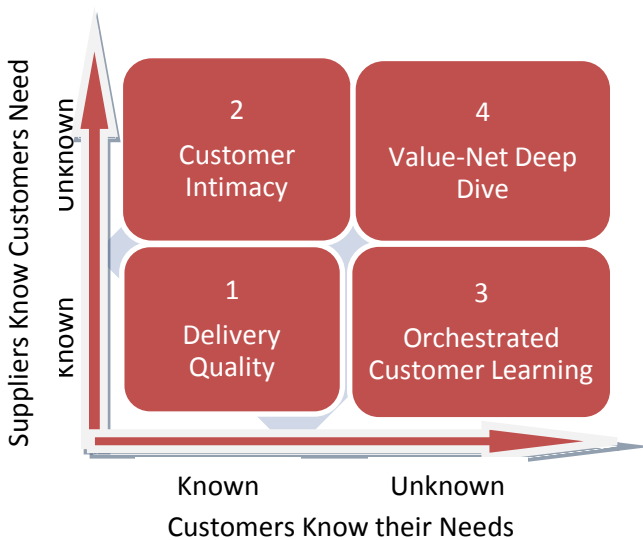 Suppliers Know Customers Need
Unknown
Known
2
Customer
Intimacy
4
Value-Net Deep
Dive
1
Delivery
Quality
3
Orchestrated
Customer Learning
Known
Unknown
Customers Know their Needs